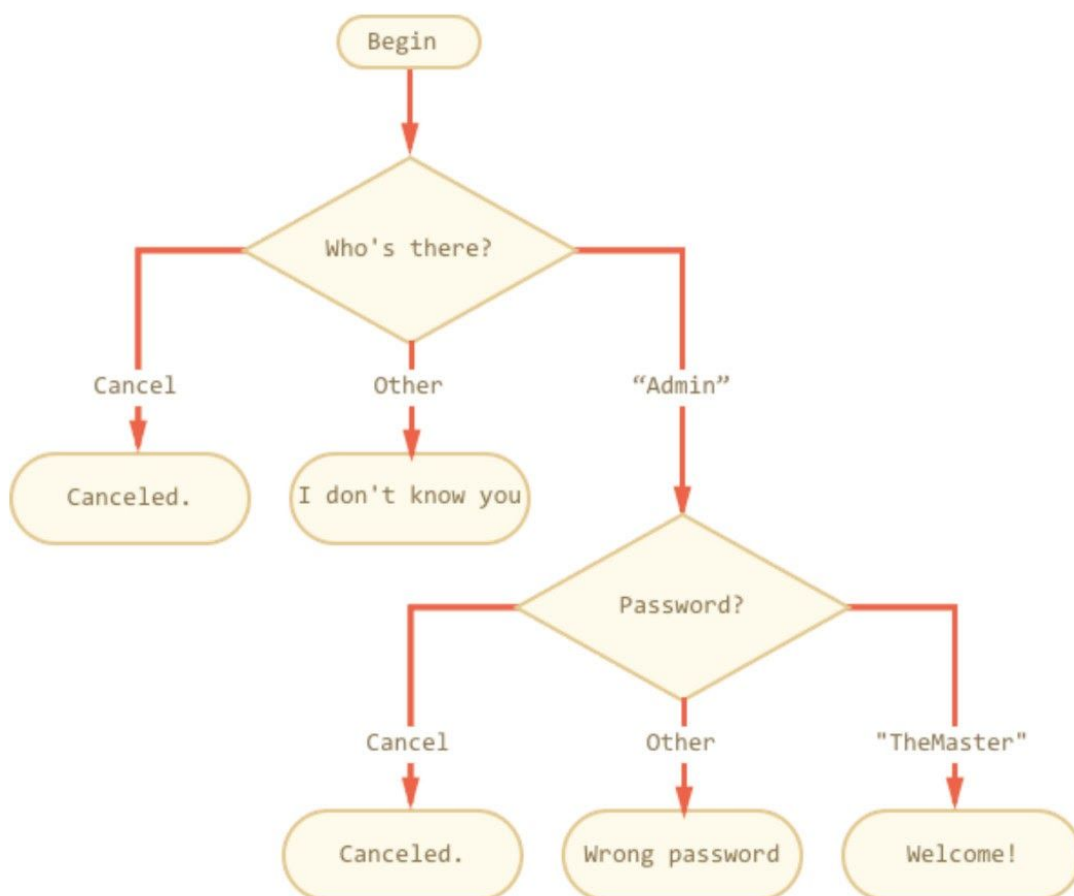 Begin
Who's there?
Cancel
Other
“Admin”
Canceled.
I don't know you
Password?
Cancel
Other
"TheMaster"
Canceled.
Wrong password
Welcome!